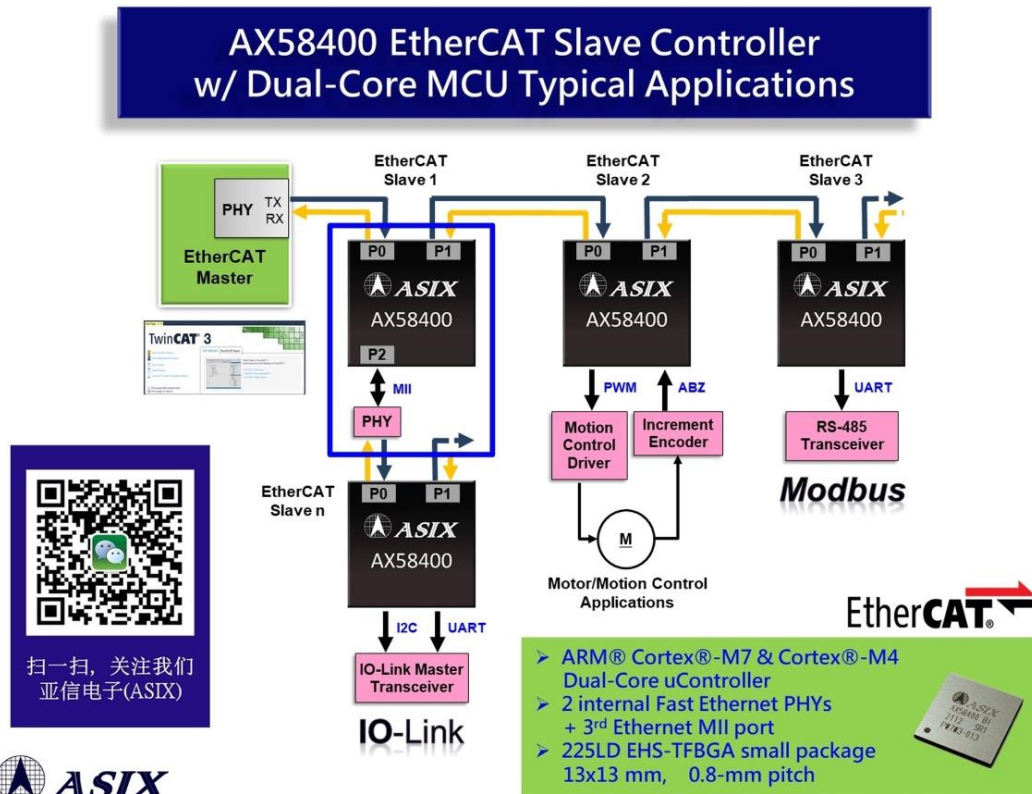 AX58400 EtherCAT Slave Controller
w/ Dual-Core MCU Typical Applications
EtherCAT
Slave 1
EtherCAT
Slave 2
EtherCAT
Slave 3
PHY
TX
RX
EtherCAT
Master
P0
P1
ASIX
AX58400
P2
P0
P1
ASIX
AX58400
P0
P1
ASIX
AX58400
TwinCAT® 3
MII
PHY
PWM
ABZ
UART
Motion
Control
Driver
Increment
Encoder
RS-485
Transceiver
Modbus
EtherCAT
Slave n
P0
P1
ASIX
AX58400
M
Motor/Motion Control
Applications
I2C
UART
IO-Link Master
Transceiver
IO-Link
扫一扫, 关注我们
亚信电子(ASIX)
EtherCAT®
➢ ARM® Cortex®-M7 & Cortex®-M4
Dual-Core uController
➢ 2 internal Fast Ethernet PHYs
+ 3rd Ethernet MII port
➢ 225LD EHS-TFBGA small package
13x13 mm, 0.8-mm pitch
ASIX
AX58400 BI
2112 SR1
ASIX